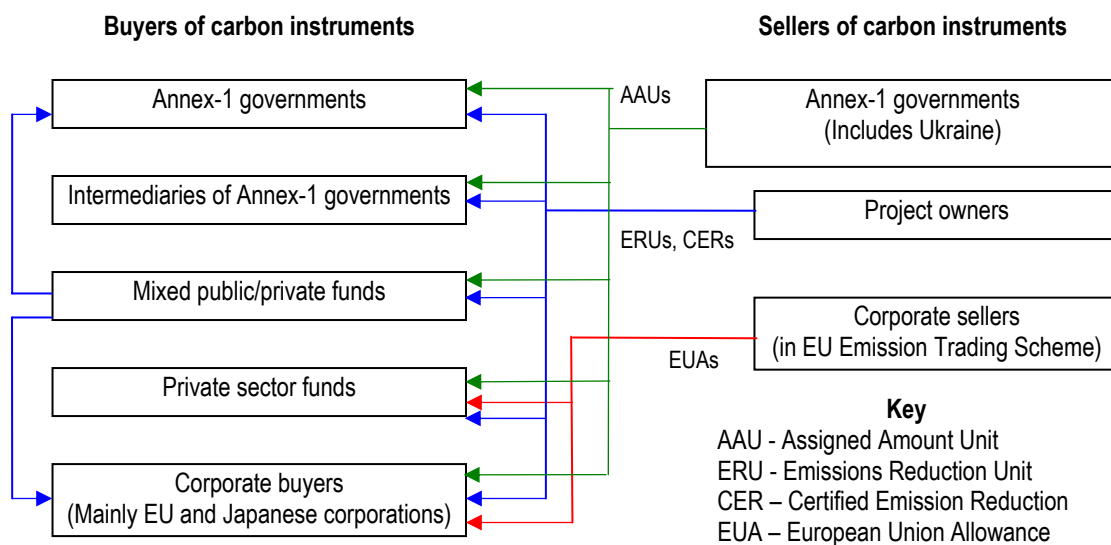 Buyers of carbon instruments
Sellers of carbon instruments
Annex-1 governments
AAUs
Annex-1 governments
(Includes Ukraine)
Intermediaries of Annex-1 governments
Project owners
ERUs, CERs
Mixed public/private funds
Corporate sellers
(in EU Emission Trading Scheme)
EUAs
Private sector funds
Corporate buyers
(Mainly EU and Japanese corporations)
Key
AAU - Assigned Amount Unit
ERU - Emissions Reduction Unit
CER – Certified Emission Reduction
EUA – European Union Allowance